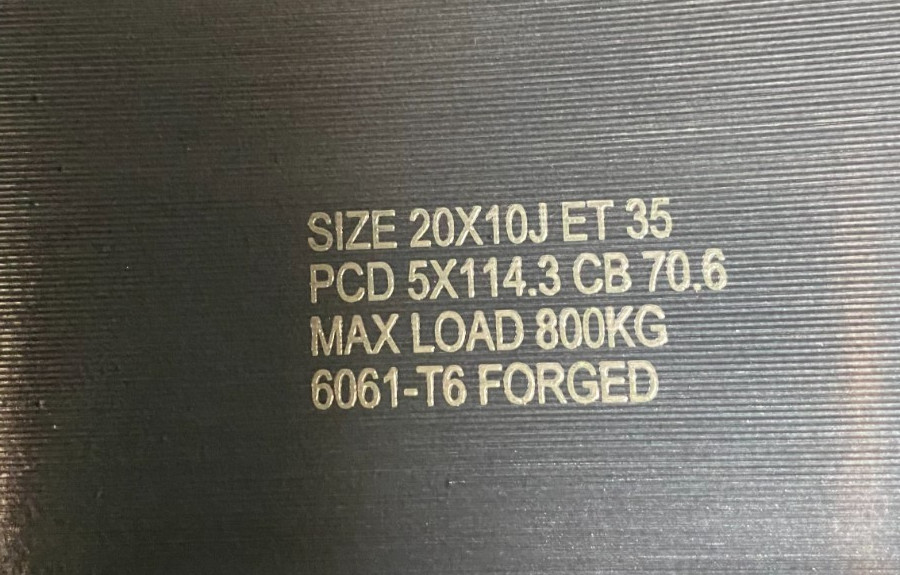 SIZE 20X10J ET 35
PCD 5X114.3 CB 70.6
MAX LOAD 800KG
6061-T6 FORGED